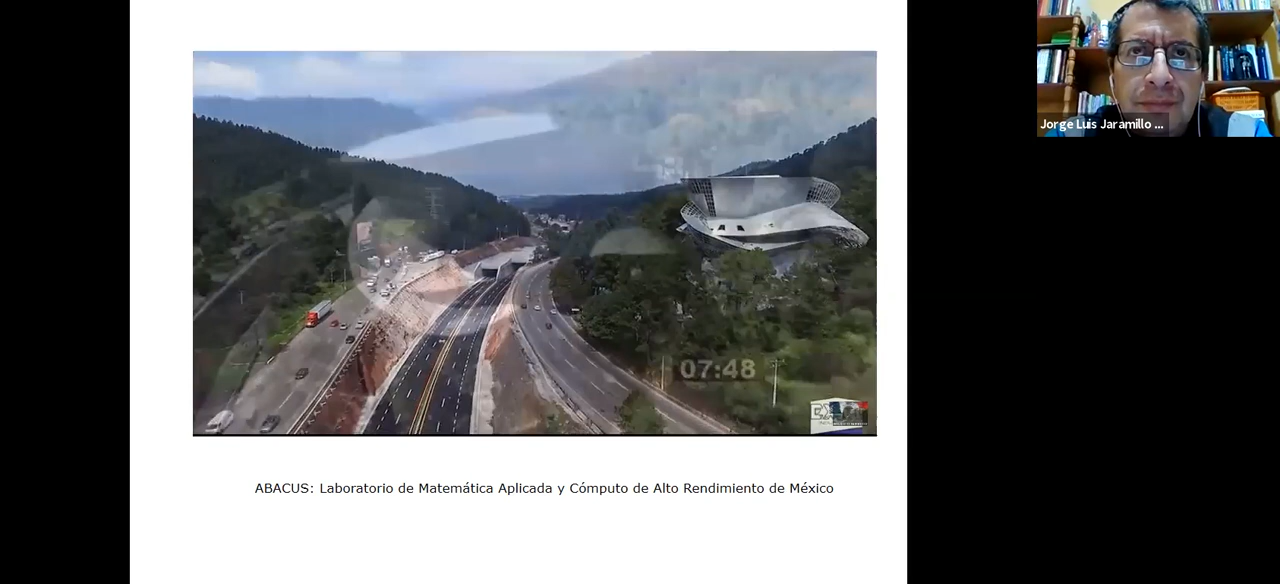 Jorge Luis Jaramillo ...
07:48
ABACUS: Laboratorio de Matemática Aplicada y Cómputo de Alto Rendimiento de México